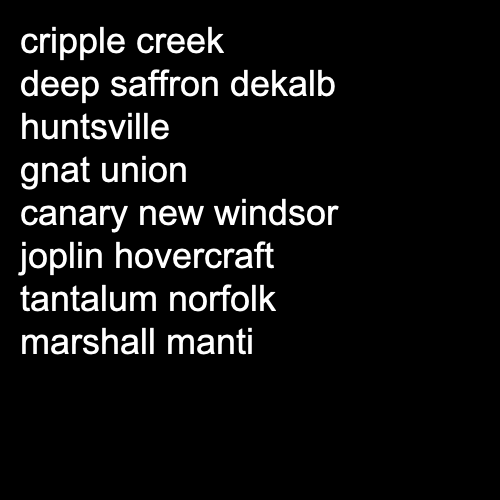 cripple creek
deep saffron dekalb
huntsville
gnat union
canary new windsor
joplin hovercraft
tantalum norfolk
marshall manti